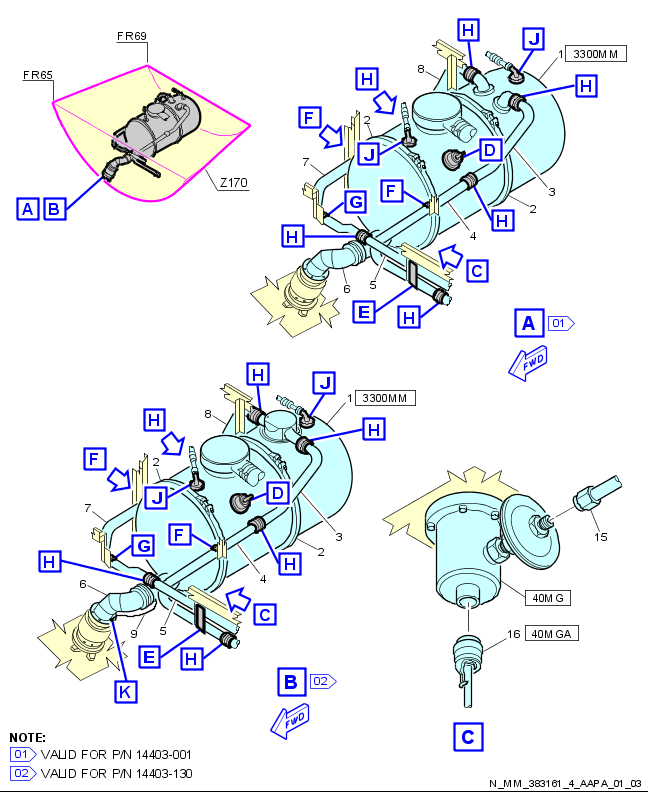 FR69
FR65
Z170
A B
H
J
1 3300MM
8
H
H
F
2
J
D
7
3
F
G
2
H
H
4
C
5
6
E
H
A 01
FWD
H
J
8
1 3300MM
H
H
F
2
J
D
7
3
F
G
2
H
H
4
6
C
5
9
E
H
K
B 02
FWD
15
40MG
16 40MGA
C
NOTE:
01 VALID FOR P/N 14403-001
02 VALID FOR P/N 14403-130
N_MM_383161_4_AAPA_01_03